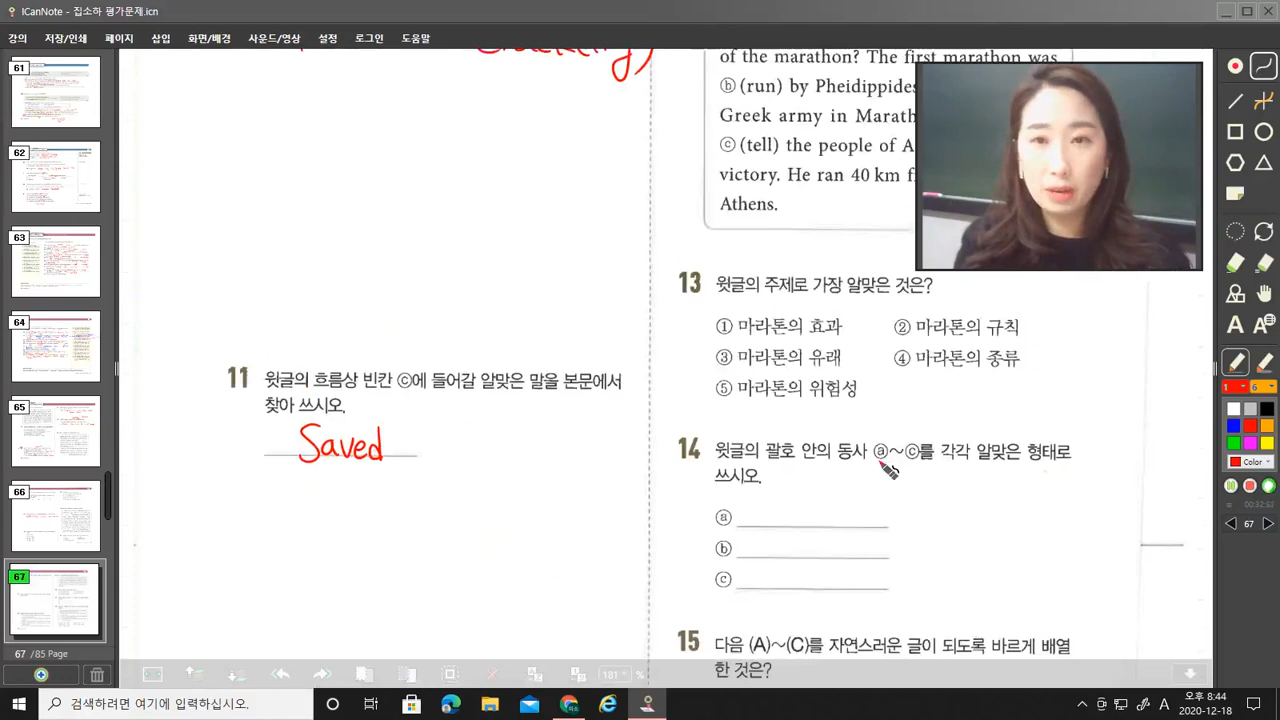 ICanNote - 집소하 평가문제.icn
강의 저장/인쇄 페이지 삽입 화면/배경 사운드/영상 설정 로그인 도움말
61
62
63
64
65
66
67
67 /85 Page
11 윗글의 흐름상 빈칸 ⓒ에 들어갈 알맞은 말을 본문에서
찾아 쓰시오.
Saved
of the marathon? The first marathon was
ⓑ(run) by Pheidippides
Greek army in Marath
ⓒ(tell) the people of A
victory. He ran 40 km f
Athens.
13 윗글의 주제로 가장 알맞은 것은?
① 마라톤의 효과 ② 마라톤의 규칙
③ 마라톤의 유래 ④ 마라톤의 종류
⑤ 마라톤의 위험성
14 윗글의 괄호 안의 동사 ⓐ~ⓒ를 각각 알맞은 형태로
쓰시오.
ⓐ
ⓑ
ⓒ
15 다음 (A)~(C)를 자연스러운 글이 되도록 바르게 배열
한 것은?
181 %
1 6
Color
00:32:53
67
검색하려면 여기에 입력하십시오.
A 오후 8:44
2020-12-18